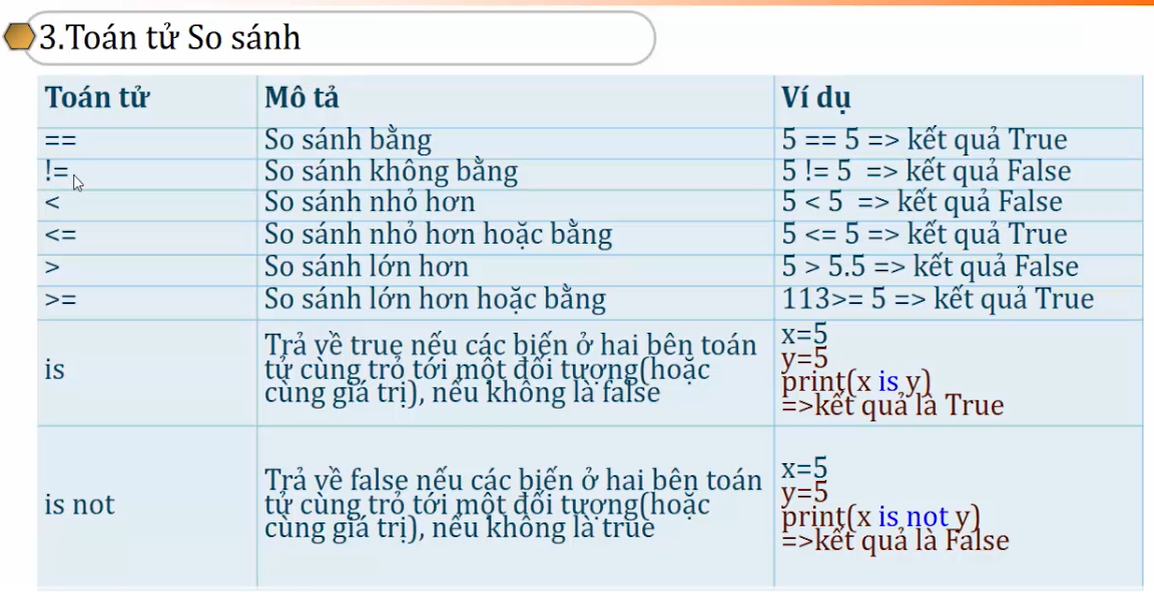 3.Toán tử So sánh
Toán tử Mô tả Ví dụ
== So sánh bằng 5 == 5 => kết quả True
!= So sánh không bằng 5 != 5 => kết quả False
< So sánh nhỏ hơn 5 < 5 => kết quả False
<= So sánh nhỏ hơn hoặc bằng 5 <= 5 => kết quả True
> So sánh lớn hơn 5 > 5.5 => kết quả False
>= So sánh lớn hơn hoặc bằng 113>= 5 => kết quả True
is
Trả về true nếu các biến ở hai bên toán
tử cùng trỏ tới một đối tượng(hoặc
cùng giá trị), nếu không là false
x=5
y=5
print(x is y)
=>kết quả là True
is not
Trả về false nếu các biến ở hai bên toán
tử cùng trỏ tới một đối tượng(hoặc
cùng giá trị), nếu không là true
x=5
y=5
print(x is not y)
=>kết quả là False